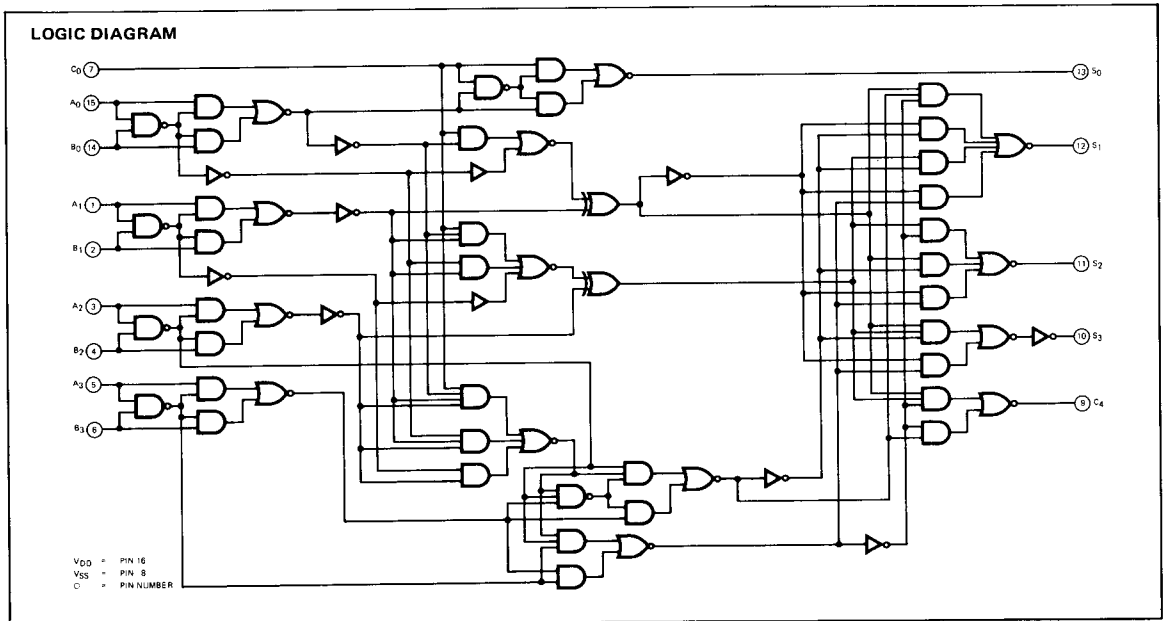 LOGIC DIAGRAM
C0 7
A0 15
B0 14
A1 1
B1 2
A2 3
B2 4
A3 5
B3 6
13 S0
12 S1
11 S2
10 S3
9 C4
VDD = PIN 16
VSS = PIN 8
○ = PIN NUMBER